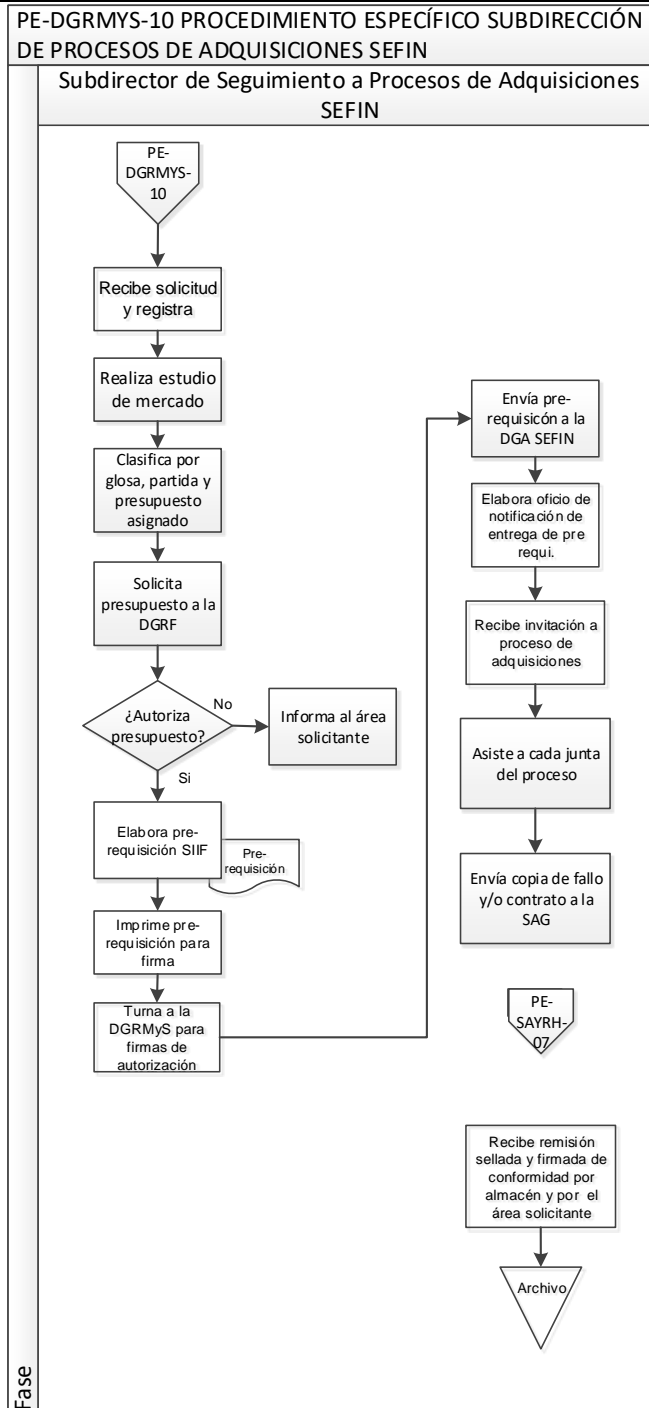 PE-DGRMYS-10 PROCEDIMIENTO ESPECÍFICO SUBDIRECCIÓN
DE PROCESOS DE ADQUISICIONES SEFIN
Subdirector de Seguimiento a Procesos de Adquisiciones
SEFIN
PE-
DGRMYS-
10
Recibe solicitud
y registra
Realiza estudio
de mercado
Clasifica por
glosa, partida y
presupuesto
asignado
Solicita
presupuesto a la
DGRF
¿Autoriza
presupuesto?
No
Informa al área
solicitante
Si
Elabora pre-
requisición SIIF
Pre-
requisición
Imprime pre-
requisición para
firma
Turna a la
DGRMyS para
firmas de
autorización
Envía pre-
requisicón a la
DGA SEFIN
Elabora oficio de
notificación de
entrega de pre
requi.
Recibe invitación a
proceso de
adquisiciones
Asiste a cada junta
del proceso
Envía copia de fallo
y/o contrato a la
SAG
PE-
SAYRH-
07
Recibe remisión
sellada y firmada de
conformidad por
almacén y por el
área solicitante
Archivo
Fase